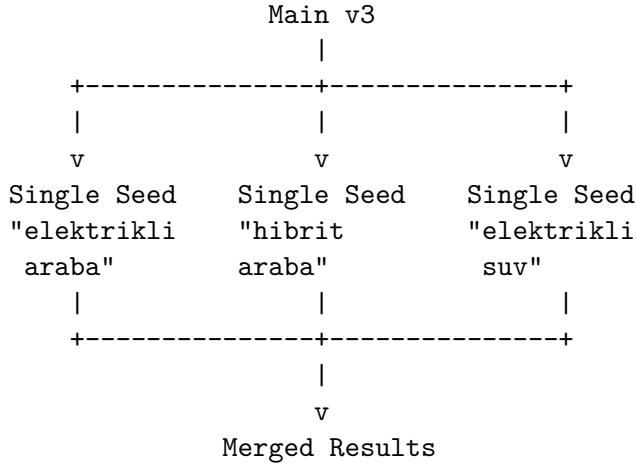 Main v3
|
+---------------+---------------+
| | |
v v v
Single Seed Single Seed Single Seed
"elektrikli "hibrit "elektrikli
araba" araba" suv"
| | |
+---------------+---------------+
|
v
Merged Results